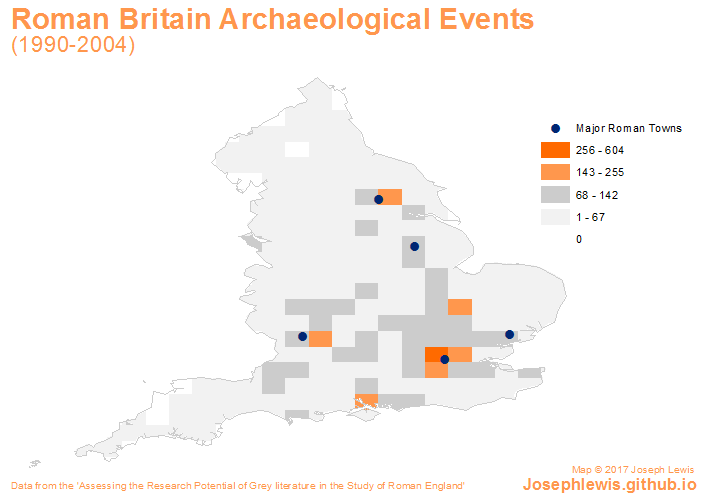 Roman Britain Archaeological Events
(1990-2004)
Major Roman Towns
256 - 604
143 - 255
68 - 142
1 - 67
0
Map © 2017 Joseph Lewis
Data from the 'Assessing the Research Potential of Grey literature in the Study of Roman England'
Josephlewis.github.io